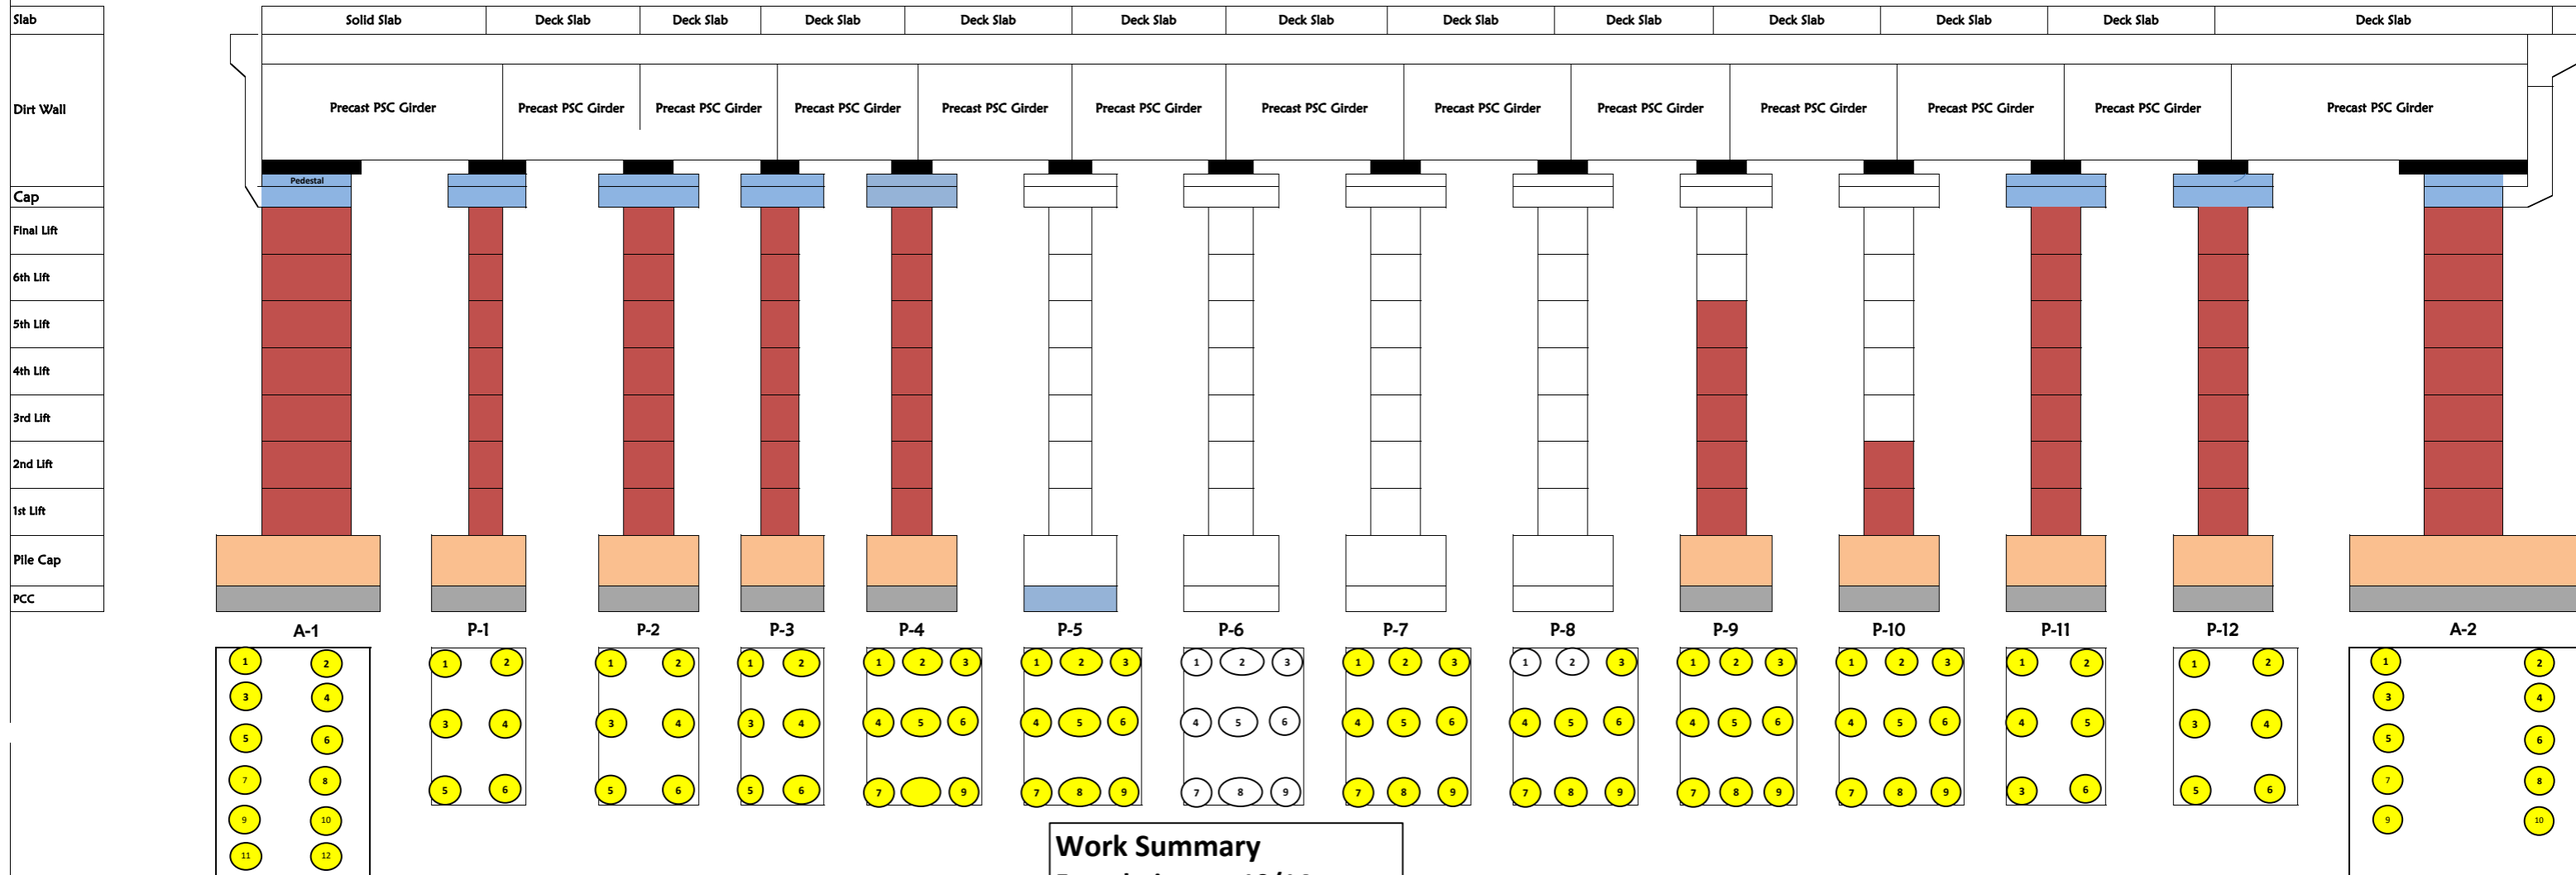 Slab Solid Slab Deck Slab Deck Slab Deck Slab Deck Slab Deck Slab Deck Slab Deck Slab Deck Slab Deck Slab Deck Slab Deck Slab Deck Slab
Dirt Wall Precast PSC Girder Precast PSC Girder Precast PSC Girder Precast PSC Girder Precast PSC Girder Precast PSC Girder Precast PSC Girder Precast PSC Girder Precast PSC Girder Precast PSC Girder Precast PSC Girder Precast PSC Girder Precast PSC Girder
Pedestal
Cap
Final Lift
6th Lift
5th Lift
4th Lift
3rd Lift
2nd Lift
1st Lift
Pile Cap
PCC
A-1 P-1 P-2 P-3 P-4 P-5 P-6 P-7 P-8 P-9 P-10 P-11 P-12 A-2
1 2 1 2 1 2 1 2 1 2 3 1 2 3 1 2 3 1 2 3 1 2 3 1 2 3 1 2 3 1 2 1 2 1 2
3 4 3 4
3 4 3 4 3 4 4 5 6 4 5 6 4 5 6 4 5 6 4 5 6 4 5 6 4 5 6 4 5 3 4
5 6 5 6
7 8 7 8
5 6 5 6 5 6 7 9 7 8 9 7 8 9 7 8 9 7 8 9 7 8 9 7 8 9 3 6 5 6
9 10 9 10
11 12
Work Summary